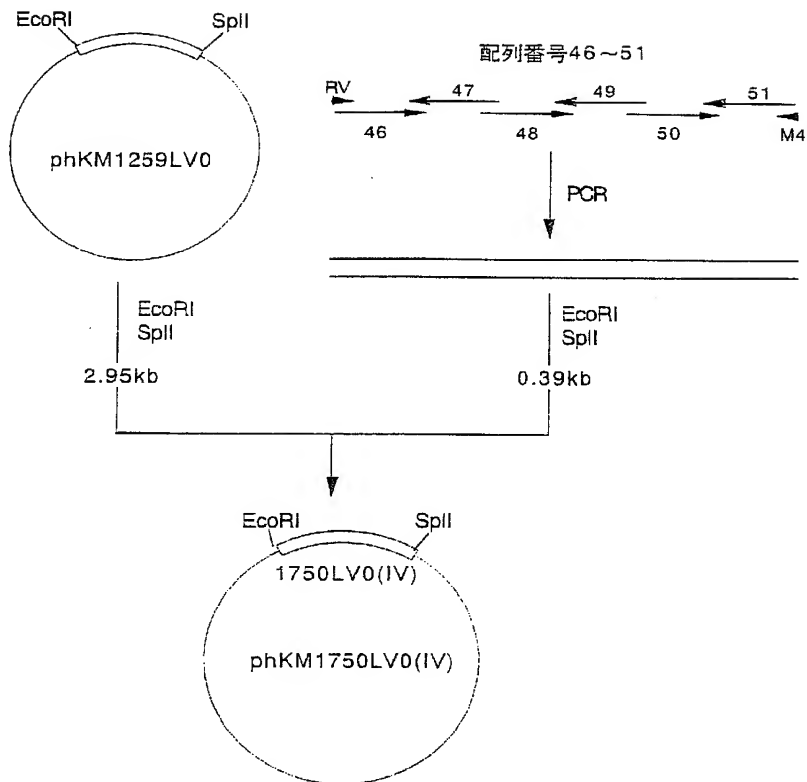 EcoRI
SplI
phKM1259LV0
EcoRI
SplI
2.95kb
配列番号46～51
RV
47
49
51
46
48
50
M4
PCR
EcoRI
SplI
0.39kb
EcoRI
SplI
1750LV0(IV)
phKM1750LV0(IV)